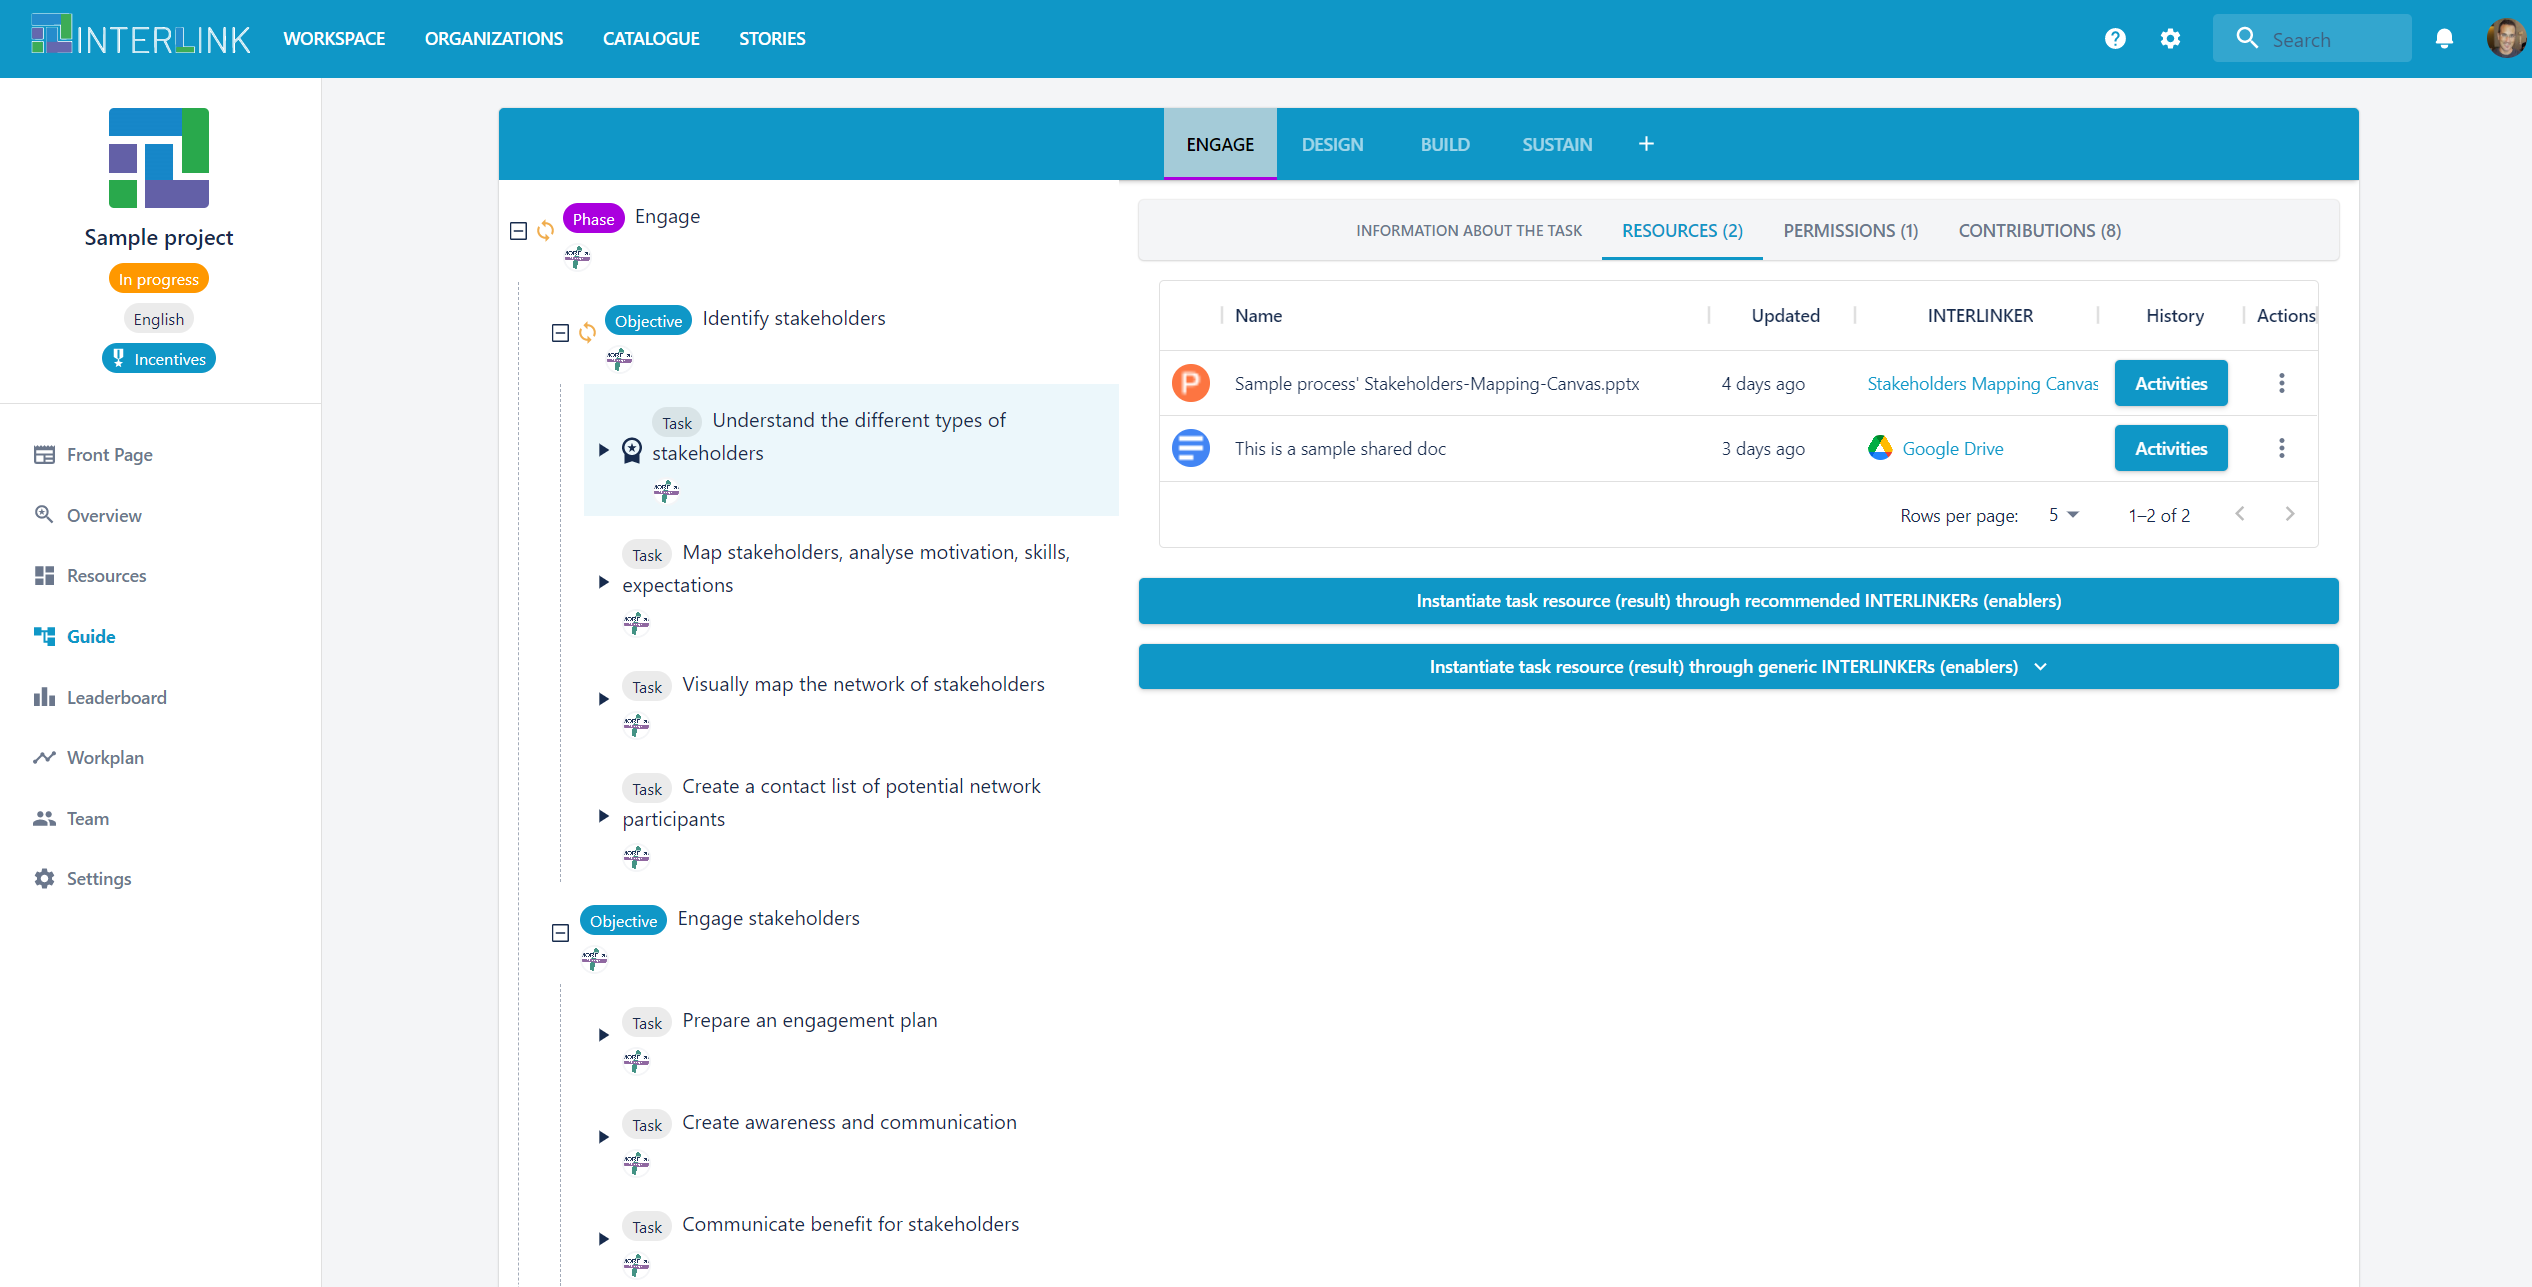 INTERLINK
WORKSPACE
ORGANIZATIONS
CATALOGUE
STORIES
Search
Sample project
In progress
English
Incentives
Front Page
Overview
Resources
Guide
Leaderboard
Workplan
Team
Settings
ENGAGE
DESIGN
BUILD
SUSTAIN
+
Phase Engage
Objective Identify stakeholders
Task Understand the different types of
stakeholders
Task Map stakeholders, analyse motivation, skills,
expectations
Task Visually map the network of stakeholders
Task Create a contact list of potential network
participants
Objective Engage stakeholders
Task Prepare an engagement plan
Task Create awareness and communication
Task Communicate benefit for stakeholders
INFORMATION ABOUT THE TASK
RESOURCES (2)
PERMISSIONS (1)
CONTRIBUTIONS (8)
Name Updated INTERLINKER History Actions
Sample process' Stakeholders-Mapping-Canvas.pptx 4 days ago Stakeholders Mapping Canvas Activities
This is a sample shared doc 3 days ago Google Drive Activities
Rows per page: 5 1–2 of 2
Instantiate task resource (result) through recommended INTERLINKERs (enablers)
Instantiate task resource (result) through generic INTERLINKERs (enablers)